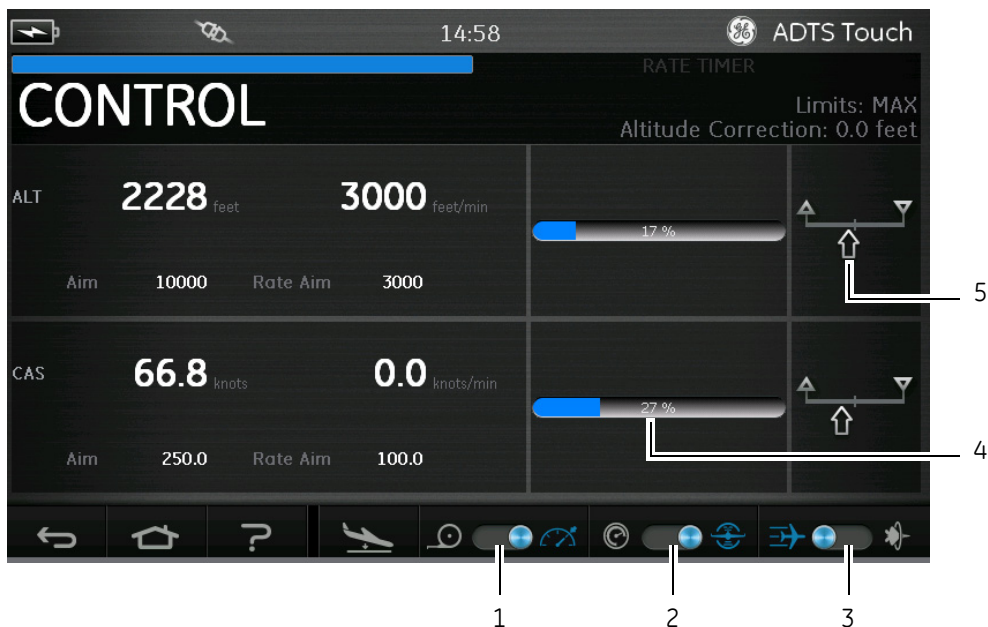 14:58
ADTS Touch
RATE TIMER
CONTROL
Limits: MAX
Altitude Correction: 0.0 feet
ALT 2228 feet 3000 feet/min
17 %
Aim 10000 Rate Aim 3000
5
CAS 66.8 knots 0.0 knots/min
27 %
Aim 250.0 Rate Aim 100.0
4
?
1 2 3